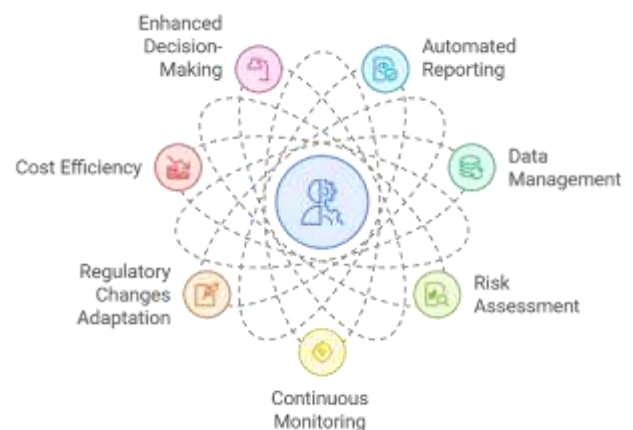 Enhanced
Decision-
Making
Automated
Reporting
Cost Efficiency
Data
Management
Regulatory
Changes
Adaptation
Risk
Assessment
Continuous
Monitoring